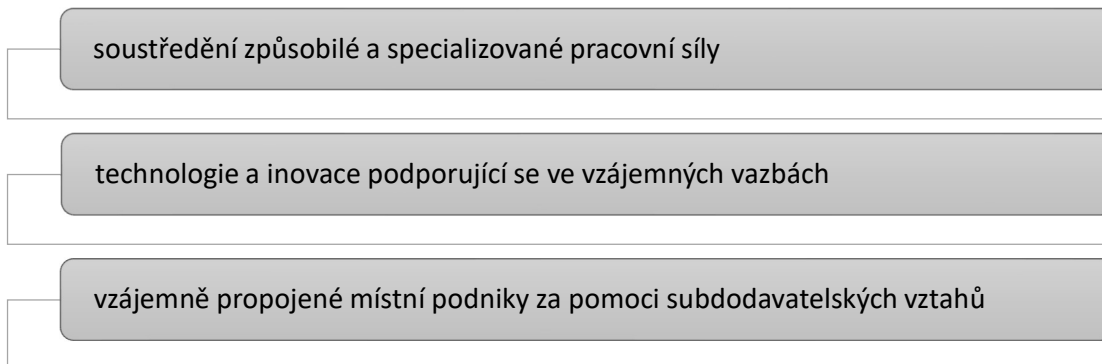 soustředění způsobilé a specializované pracovní síly
technologie a inovace podporující se ve vzájemných vazbách
vzájemně propojené místní podniky za pomoci subdodavatelských vztahů